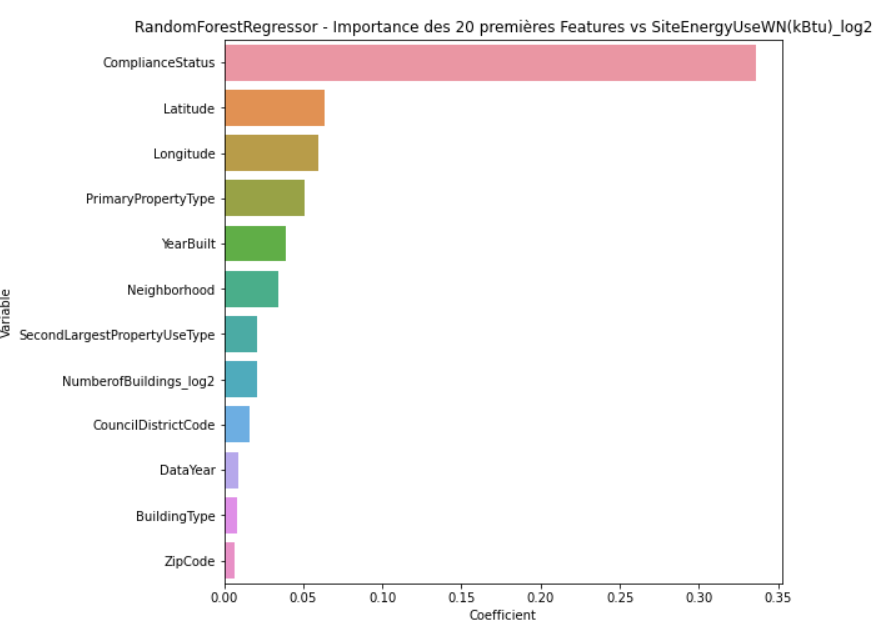 RandomForestRegressor - Importance des 20 premières Features vs SiteEnergyUseWN(kBtu)_log2
ComplianceStatus
Latitude
Longitude
PrimaryPropertyType
YearBuilt
Neighborhood
SecondLargestPropertyUseType
NumberofBuildings_log2
CouncilDistrictCode
DataYear
BuildingType
ZipCode
Variable
0.00 0.05 0.10 0.15 0.20 0.25 0.30 0.35
Coefficient